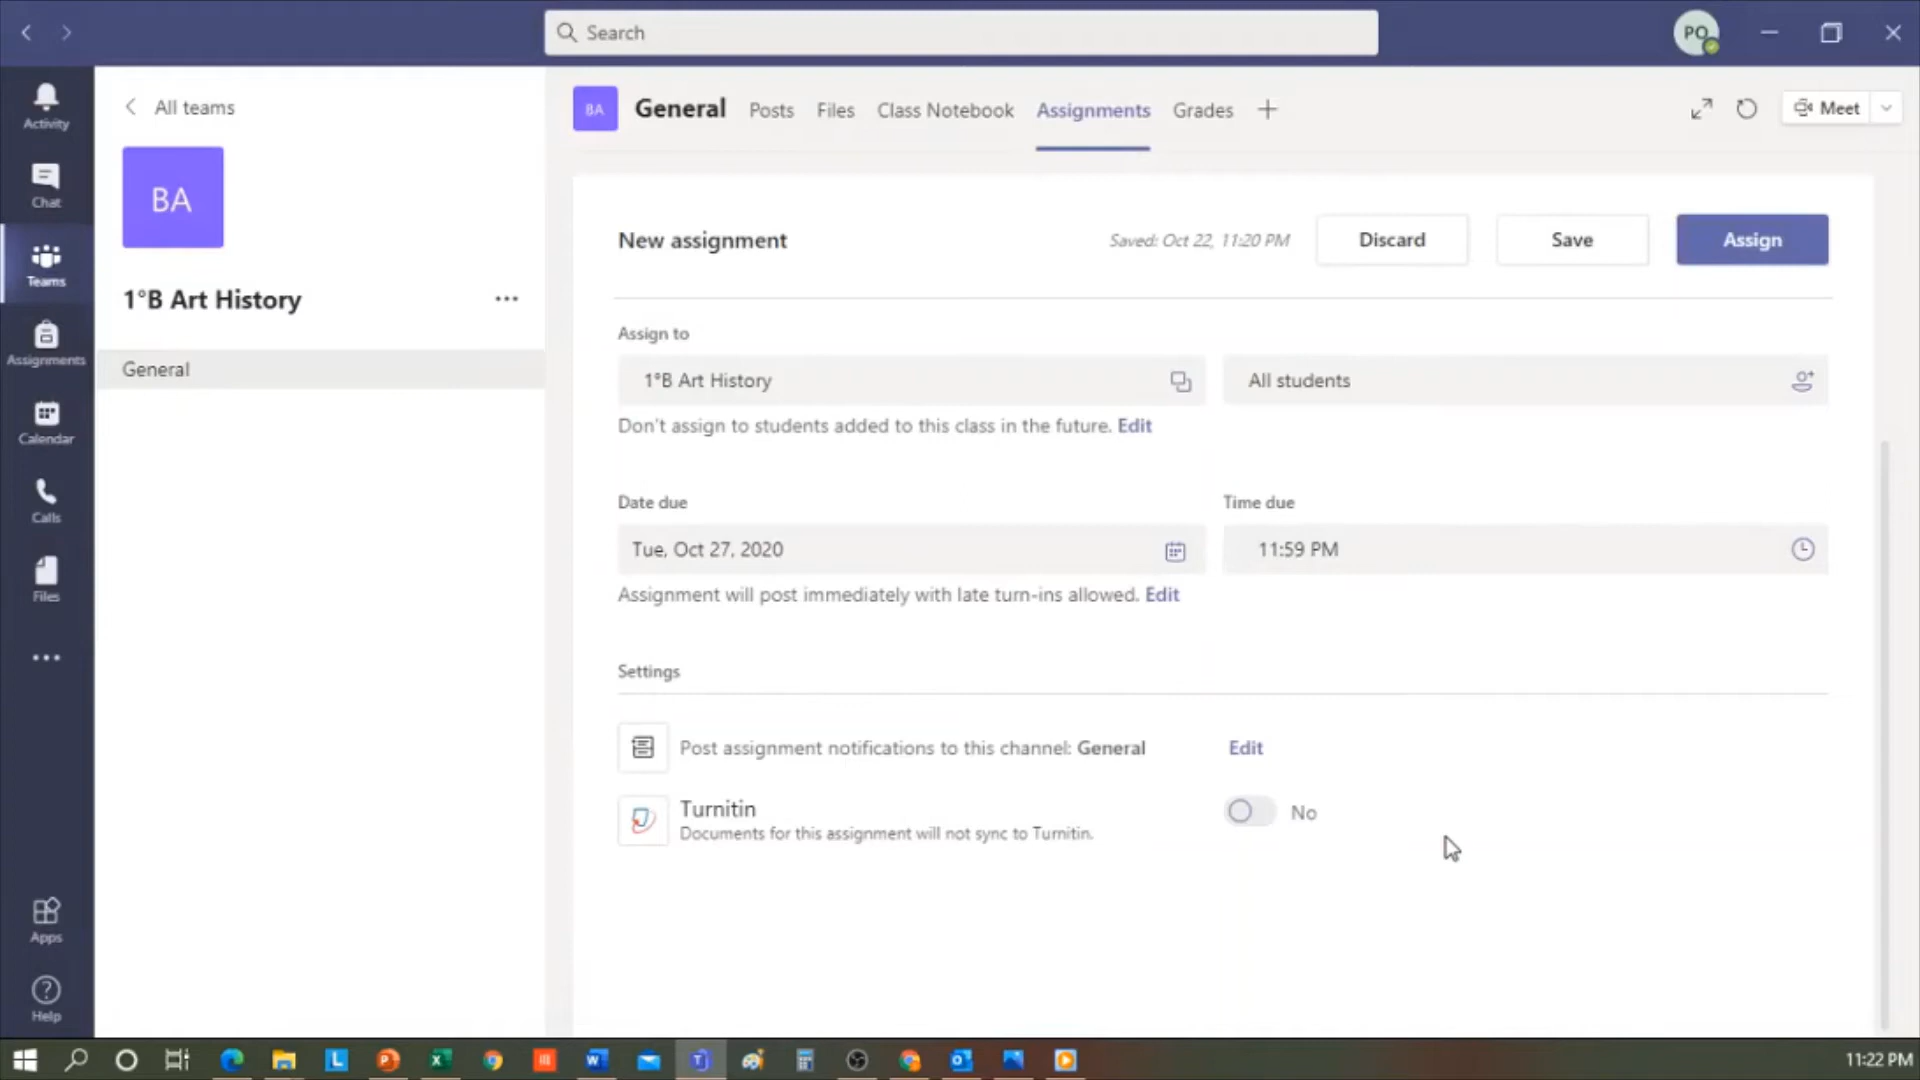 Search
PO
Activity
Chat
Teams
Assignments
Calendar
Calls
Files
Apps
Help
All teams
BA
1°B Art History
General
BA
General
Posts
Files
Class Notebook
Assignments
Grades
Meet
New assignment
Saved: Oct 22, 11:20 PM
Discard
Save
Assign
Assign to
1°B Art History
All students
Don't assign to students added to this class in the future. Edit
Date due
Time due
Tue, Oct 27, 2020
11:59 PM
Assignment will post immediately with late turn-ins allowed. Edit
Settings
Post assignment notifications to this channel: General
Edit
Turnitin
Documents for this assignment will not sync to Turnitin.
No
11:22 PM